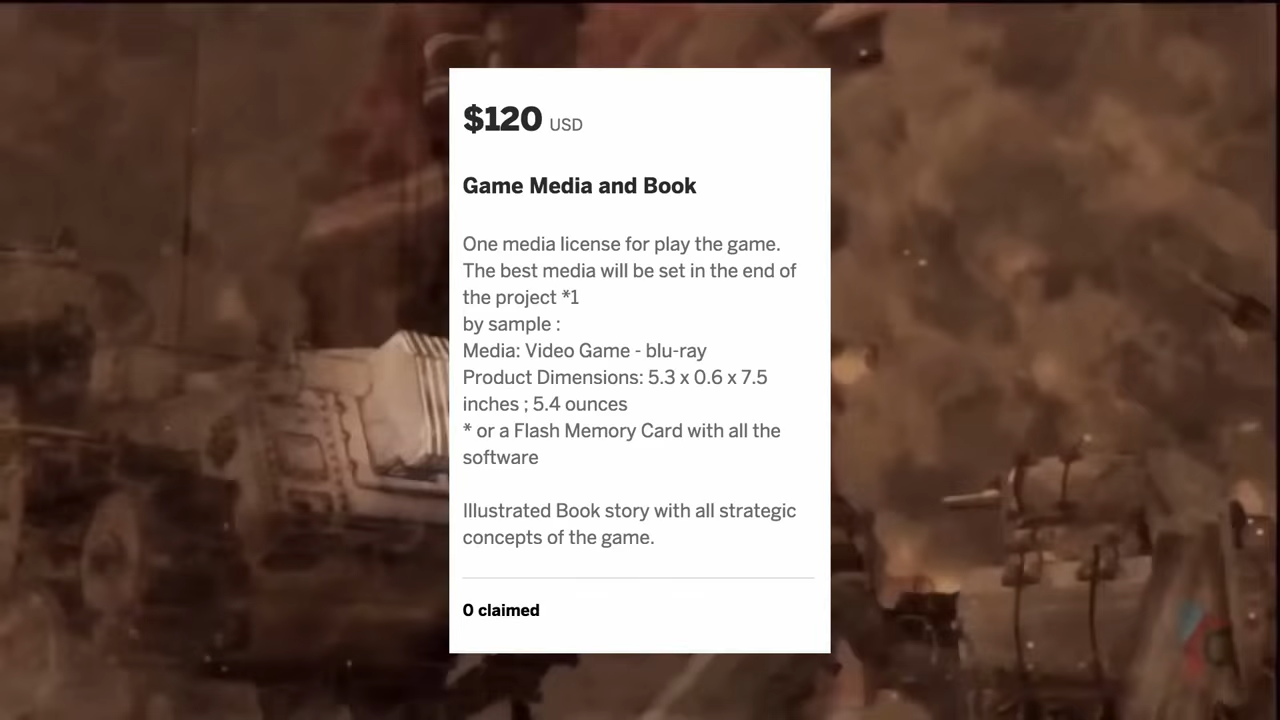 $120 USD
Game Media and Book
One media license for play the game.
The best media will be set in the end of
the project *1
by sample :
Media: Video Game - blu-ray
Product Dimensions: 5.3 x 0.6 x 7.5
inches ; 5.4 ounces
* or a Flash Memory Card with all the
software
Illustrated Book story with all strategic
concepts of the game.
0 claimed